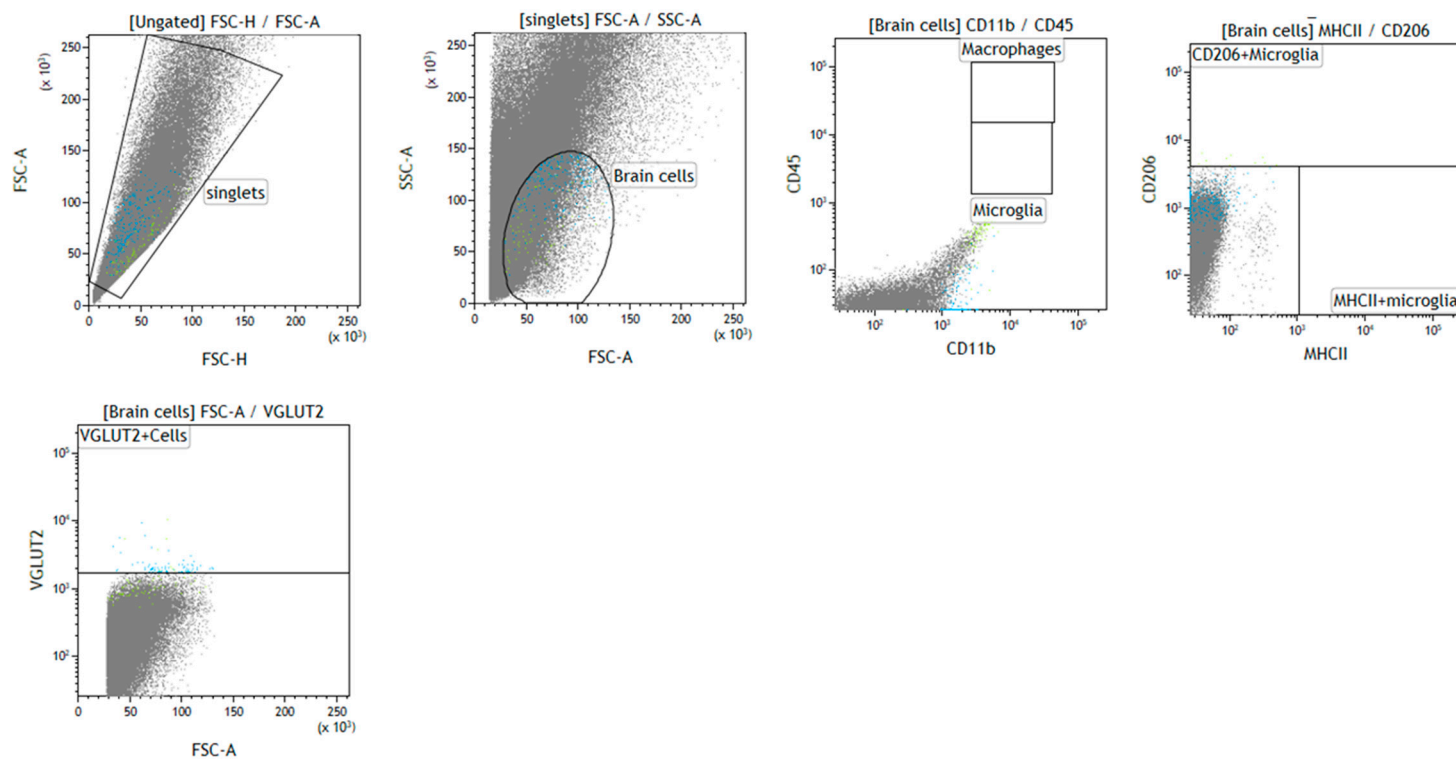 [Ungated] FSC-H / FSC-A
(x 10³)
250
200
150
100
50
0
FSC-A
singlets
0 50 100 150 200 250
(x 10³)
FSC-H
[singlets] FSC-A / SSC-A
(x 10³)
250
200
150
100
50
0
SSC-A
Brain cells
0 50 100 150 200 250
(x 10³)
FSC-A
[Brain cells] CD11b / CD45
Macrophages
10⁵
10⁴
10³
10²
CD45
Microglia
10² 10³ 10⁴ 10⁵
CD11b
[Brain cells] MHCII / CD206
CD206+Microglia
10⁵
10⁴
10³
10²
CD206
MHCII+microglia
10² 10³ 10⁴ 10⁵
MHCII
[Brain cells] FSC-A / VGLUT2
VGLUT2+Cells
10⁵
10⁴
10³
10²
VGLUT2
0 50 100 150 200 250
(x 10³)
FSC-A